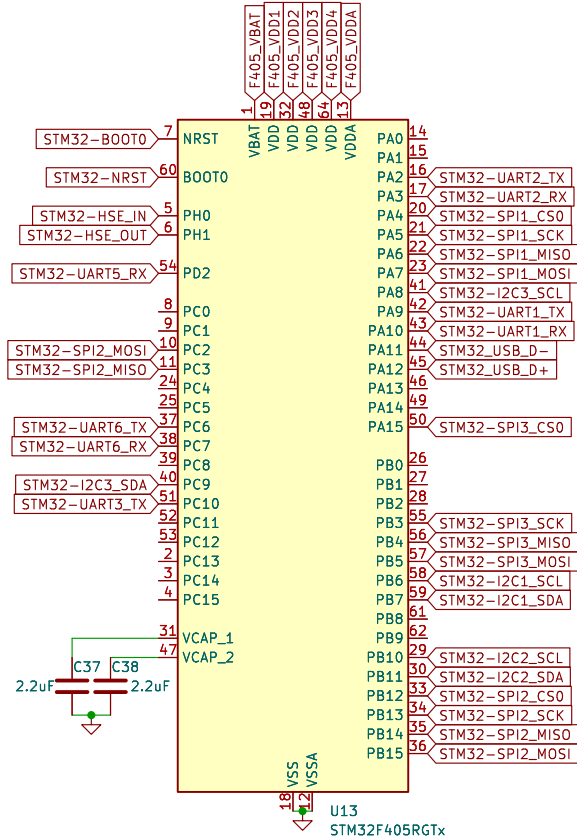 F405_VBAT
F405_VDD1
F405_VDD2
F405_VDD3
F405_VDD4
F405_VDDA
1
19
32
48
64
13
VBAT
VDD
VDD
VDD
VDD
VDDA
STM32-BOOT0 7 NRST
STM32-NRST 60 BOOT0
STM32-HSE_IN 5 PH0
STM32-HSE_OUT 6 PH1
STM32-UART5_RX 54 PD2
8 PC0
9 PC1
STM32-SPI2_MOSI 10 PC2
STM32-SPI2_MISO 11 PC3
24 PC4
25 PC5
STM32-UART6_TX 37 PC6
STM32-UART6_RX 38 PC7
39 PC8
STM32-I2C3_SDA 40 PC9
STM32-UART3_TX 51 PC10
52 PC11
53 PC12
2 PC13
3 PC14
4 PC15
31 VCAP_1
47 VCAP_2
C37
2.2uF
C38
2.2uF
PA0 14
PA1 15
PA2 16 STM32-UART2_TX
PA3 17 STM32-UART2_RX
PA4 20 STM32-SPI1_CS0
PA5 21 STM32-SPI1_SCK
PA6 22 STM32-SPI1_MISO
PA7 23 STM32-SPI1_MOSI
PA8 41 STM32-I2C3_SCL
PA9 42 STM32-UART1_TX
PA10 43 STM32-UART1_RX
PA11 44 STM32_USB_D-
PA12 45 STM32_USB_D+
PA13 46
PA14 49
PA15 50 STM32-SPI3_CS0
PB0 26
PB1 27
PB2 28
PB3 55 STM32-SPI3_SCK
PB4 56 STM32-SPI3_MISO
PB5 57 STM32-SPI3_MOSI
PB6 58 STM32-I2C1_SCL
PB7 59 STM32-I2C1_SDA
PB8 61
PB9 62
PB10 29 STM32-I2C2_SCL
PB11 30 STM32-I2C2_SDA
PB12 33 STM32-SPI2_CS0
PB13 34 STM32-SPI2_SCK
PB14 35 STM32-SPI2_MISO
PB15 36 STM32-SPI2_MOSI
VSS
VSSA
18
12
U13
STM32F405RGTx